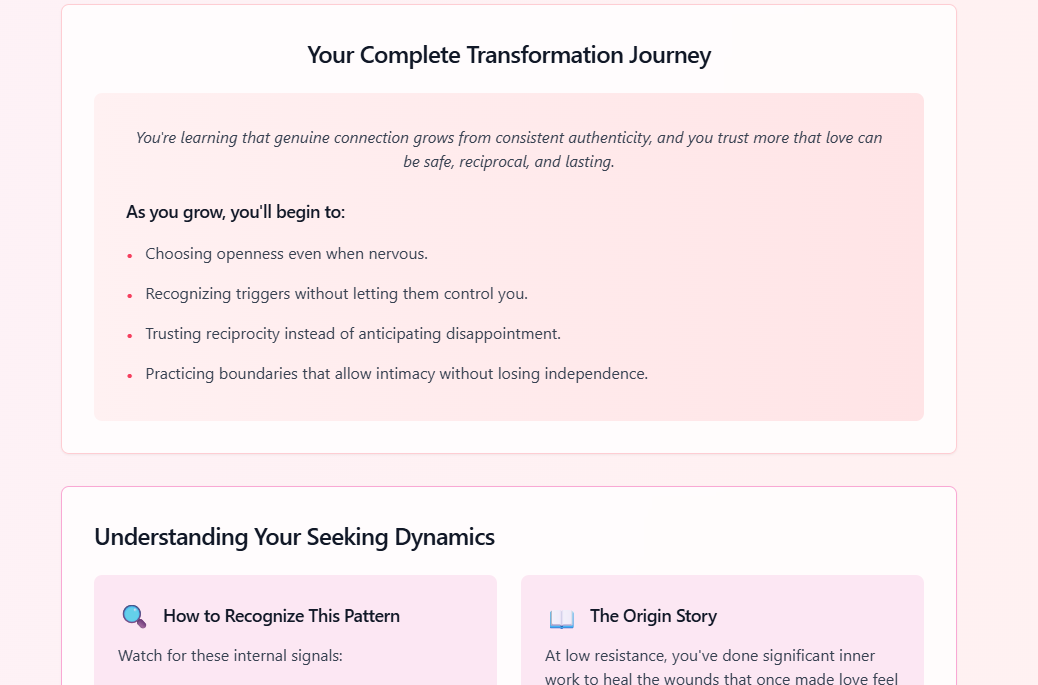 Your Complete Transformation Journey
You're learning that genuine connection grows from consistent authenticity, and you trust more that love can
be safe, reciprocal, and lasting.
As you grow, you'll begin to:
• Choosing openness even when nervous.
• Recognizing triggers without letting them control you.
• Trusting reciprocity instead of anticipating disappointment.
• Practicing boundaries that allow intimacy without losing independence.
Understanding Your Seeking Dynamics
How to Recognize This Pattern
Watch for these internal signals:
The Origin Story
At low resistance, you've done significant inner
work to heal the wounds that once made love feel